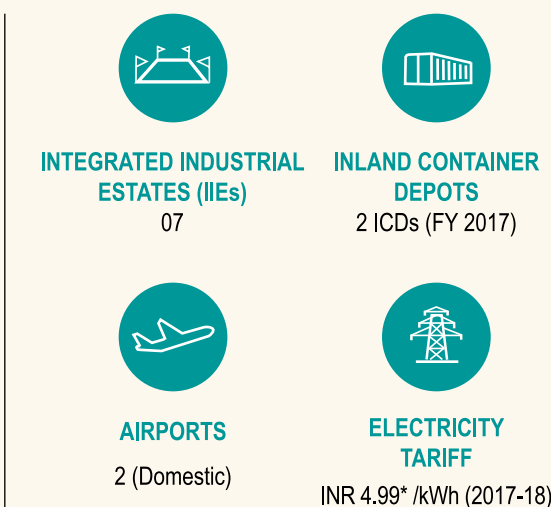 INTEGRATED INDUSTRIAL
ESTATES (IIEs)
07
INLAND CONTAINER
DEPOTS
2 ICDs (FY 2017)
AIRPORTS
2 (Domestic)
ELECTRICITY
TARIFF
INR 4.99* /kWh (2017-18)